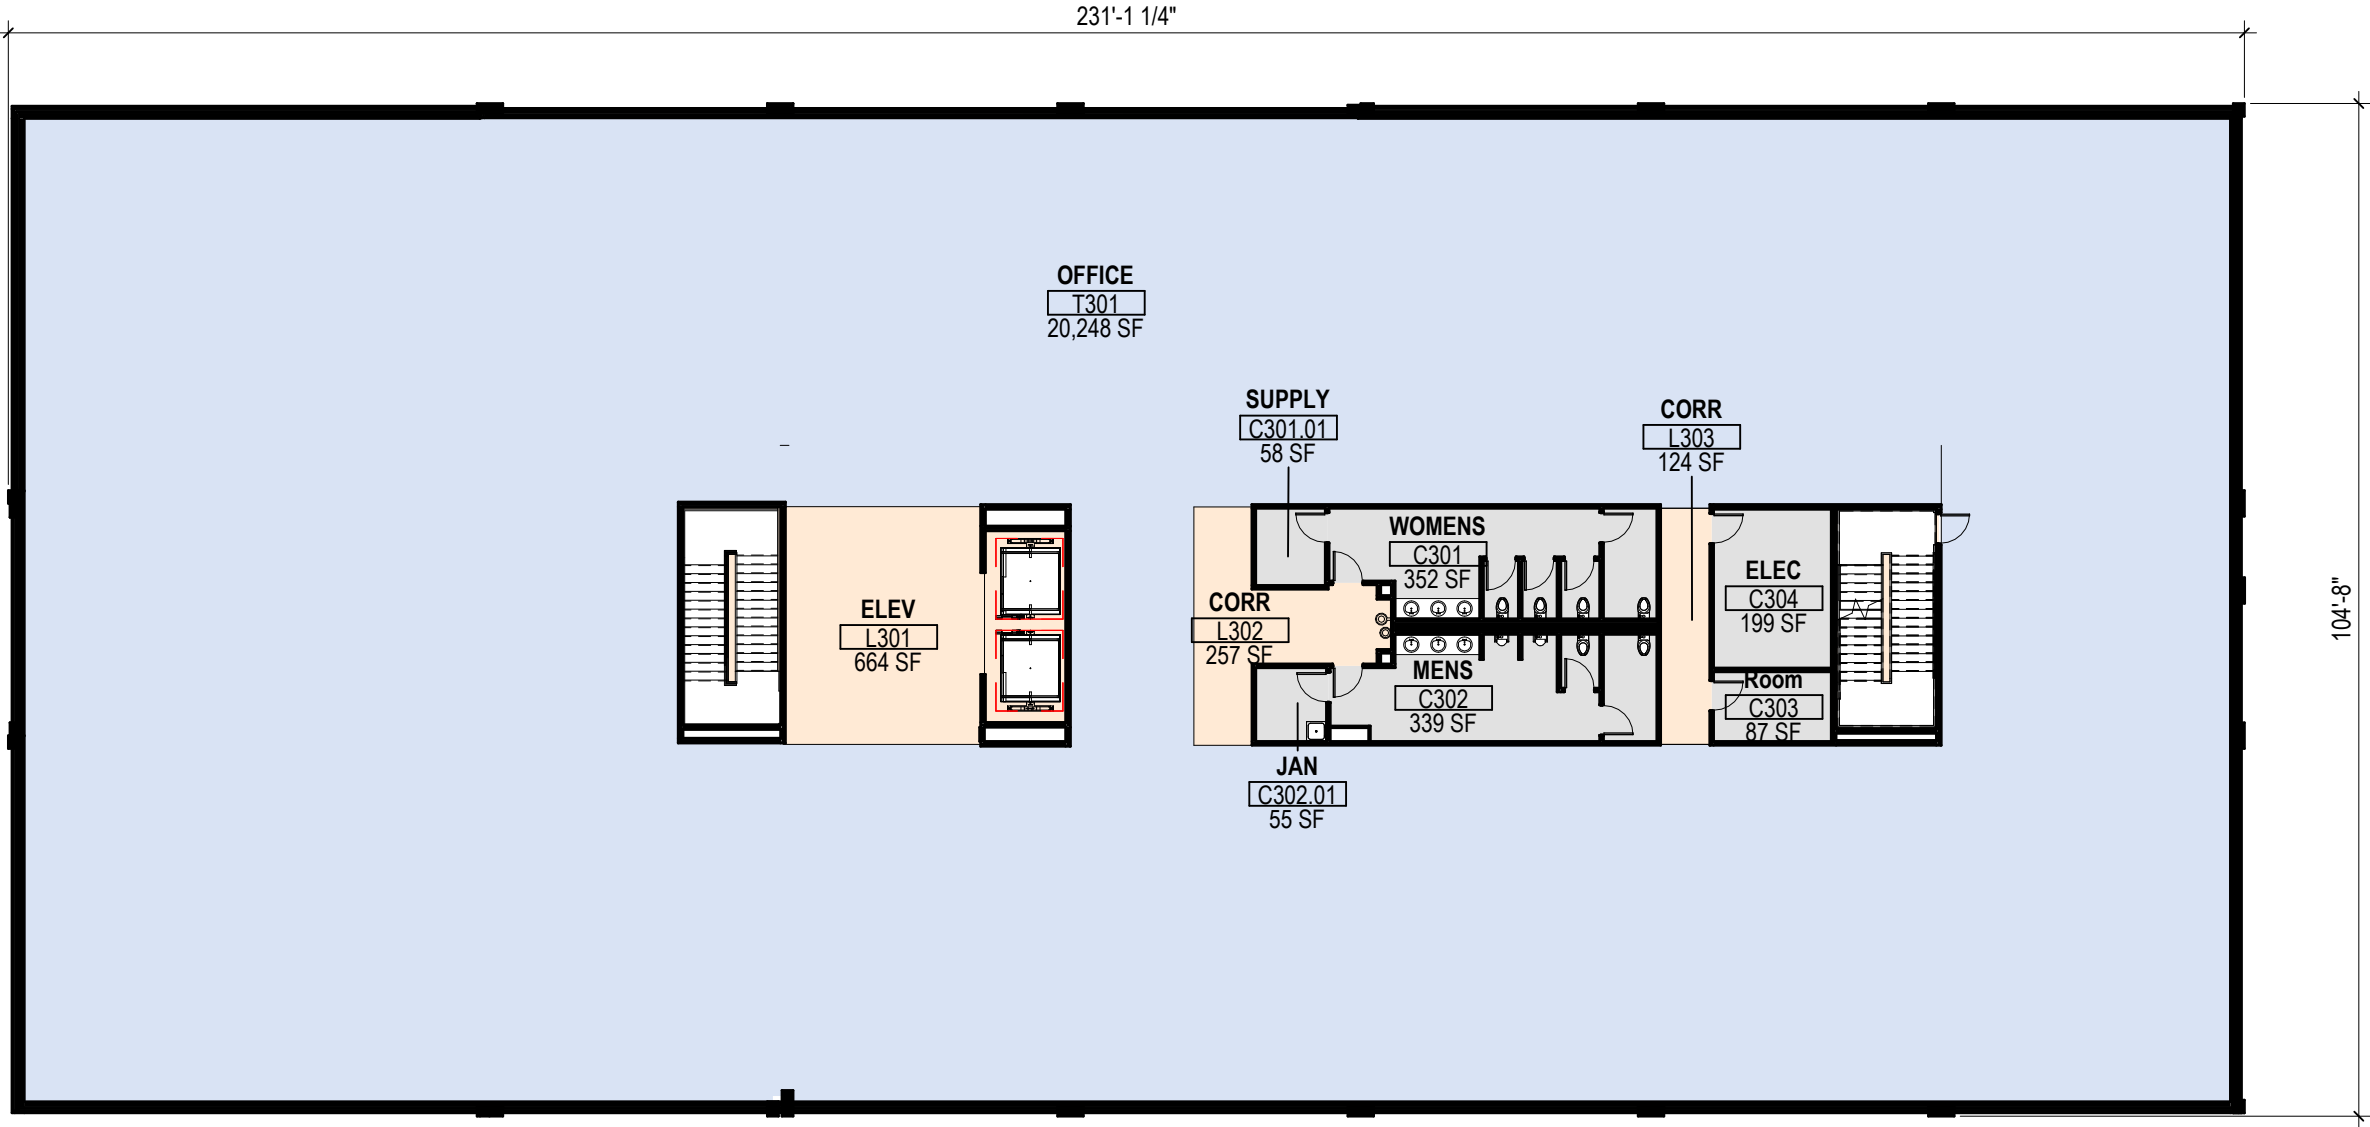 231'-1 1/4"
OFFICE
T301
20,248 SF
SUPPLY
C301.01
58 SF
CORR
L303
124 SF
WOMENS
C301
352 SF
ELEC
C304
199 SF
ELEV
L301
664 SF
CORR
L302
257 SF
MENS
C302
339 SF
Room
C303
87 SF
JAN
C302.01
55 SF
104'-8"